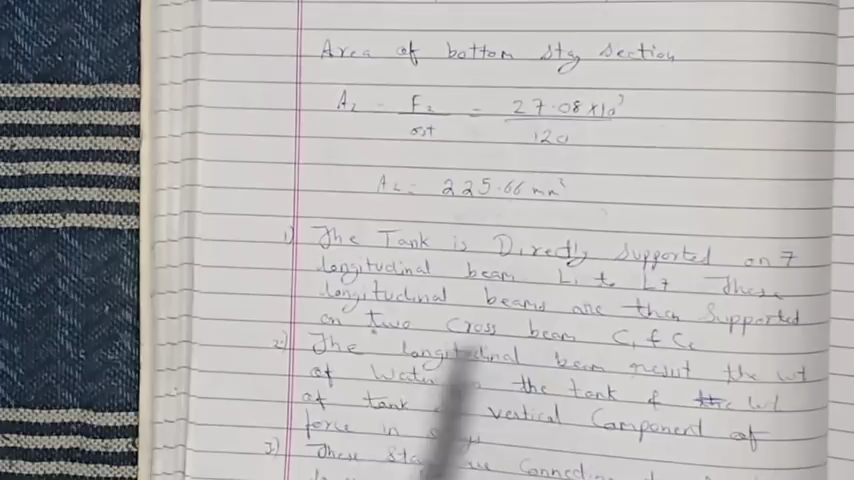 Area of bottom stay section
A₂ = F₂ / σst = 27.08×10³ / 120
A₂ = 225.66 mm²
1) The Tank is Directly Supported on 7
longitudinal beam L1 to L7 These
longitudinal beams are then Supported
on two cross beam C1 & C2
2) The longitudinal beam resist the wt
of Water the tank & the wt
of tank vertical Component of
force in
3) These Connected